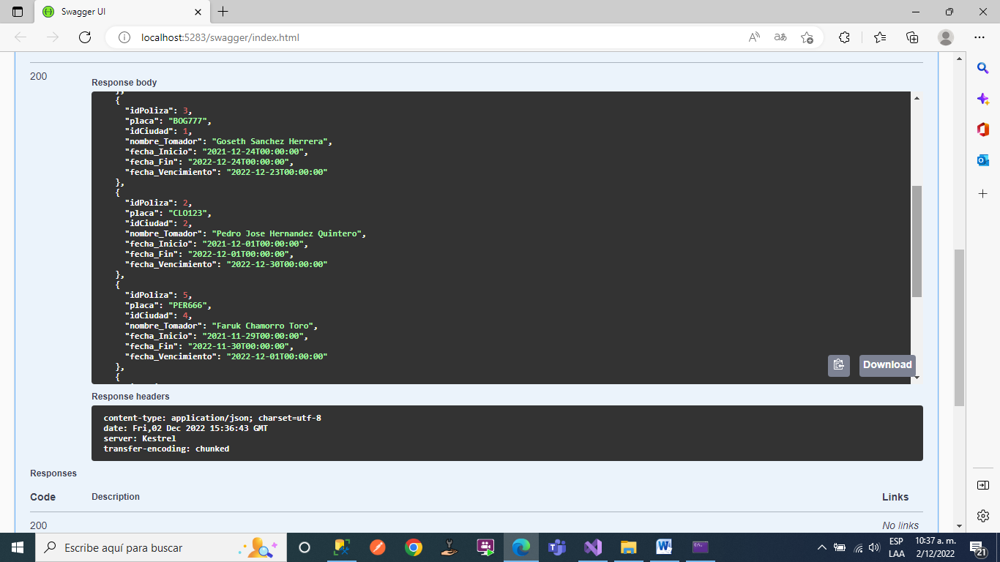 Swagger UI
localhost:5283/swagger/index.html
200
Response body
},
{
"idPoliza": 3,
"placa": "BOG777",
"idCiudad": 1,
"nombre_Tomador": "Goseth Sanchez Herrera",
"fecha_Inicio": "2021-12-24T00:00:00",
"fecha_Fin": "2022-12-24T00:00:00",
"fecha_Vencimiento": "2022-12-23T00:00:00"
},
{
"idPoliza": 2,
"placa": "CLO123",
"idCiudad": 2,
"nombre_Tomador": "Pedro Jose Hernandez Quintero",
"fecha_Inicio": "2021-12-01T00:00:00",
"fecha_Fin": "2022-12-01T00:00:00",
"fecha_Vencimiento": "2022-12-30T00:00:00"
},
{
"idPoliza": 5,
"placa": "PER666",
"idCiudad": 4,
"nombre_Tomador": "Faruk Chamorro Toro",
"fecha_Inicio": "2021-11-29T00:00:00",
"fecha_Fin": "2022-11-30T00:00:00",
"fecha_Vencimiento": "2022-12-01T00:00:00"
},
{
Download
Response headers
content-type: application/json; charset=utf-8
date: Fri,02 Dec 2022 15:36:43 GMT
server: Kestrel
transfer-encoding: chunked
Responses
Code Description Links
200 No links
Escribe aquí para buscar
ESP
LAA
10:37 a. m.
2/12/2022
21